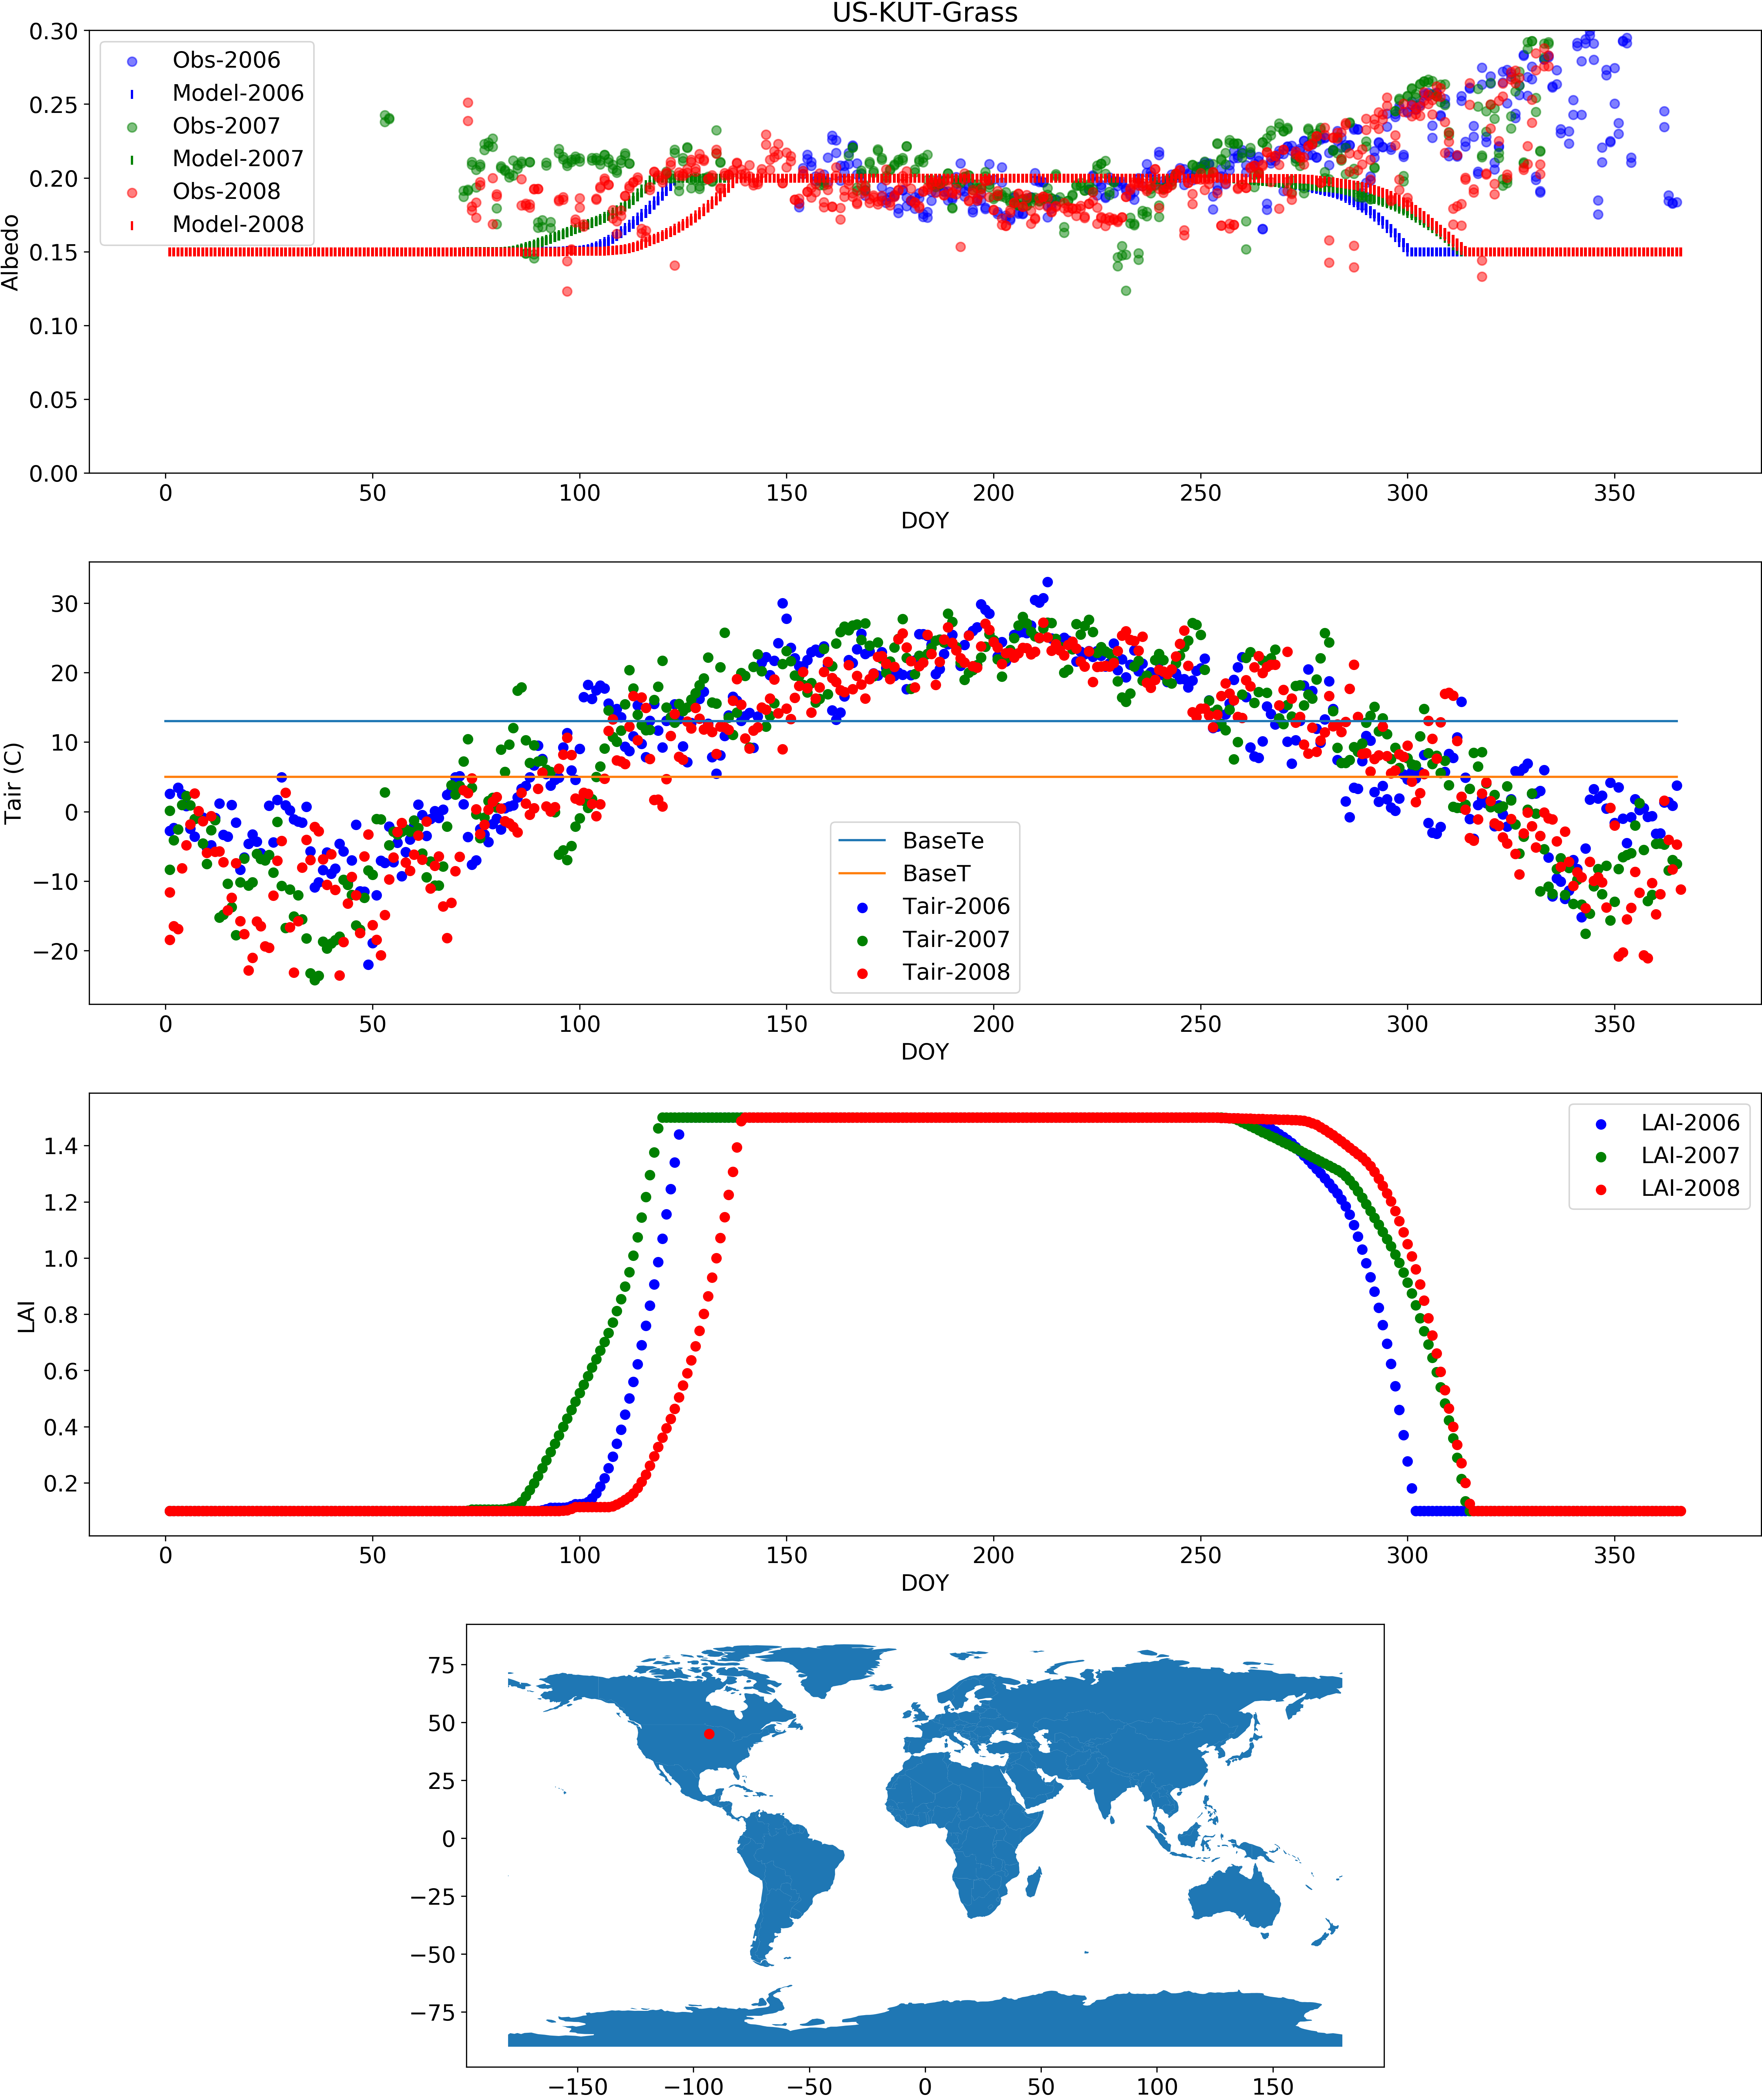 US-KUT-Grass
0.30
0.25
0.20
0.15
0.10
0.05
0.00
Albedo
Obs-2006
Model-2006
Obs-2007
Model-2007
Obs-2008
Model-2008
0 50 100 150 200 250 300 350
DOY
30
20
10
0
−10
−20
Tair (C)
BaseTe
BaseT
Tair-2006
Tair-2007
Tair-2008
0 50 100 150 200 250 300 350
DOY
1.4
1.2
1.0
0.8
0.6
0.4
0.2
LAI
LAI-2006
LAI-2007
LAI-2008
0 50 100 150 200 250 300 350
DOY
75
50
25
0
−25
−50
−75
−150 −100 −50 0 50 100 150